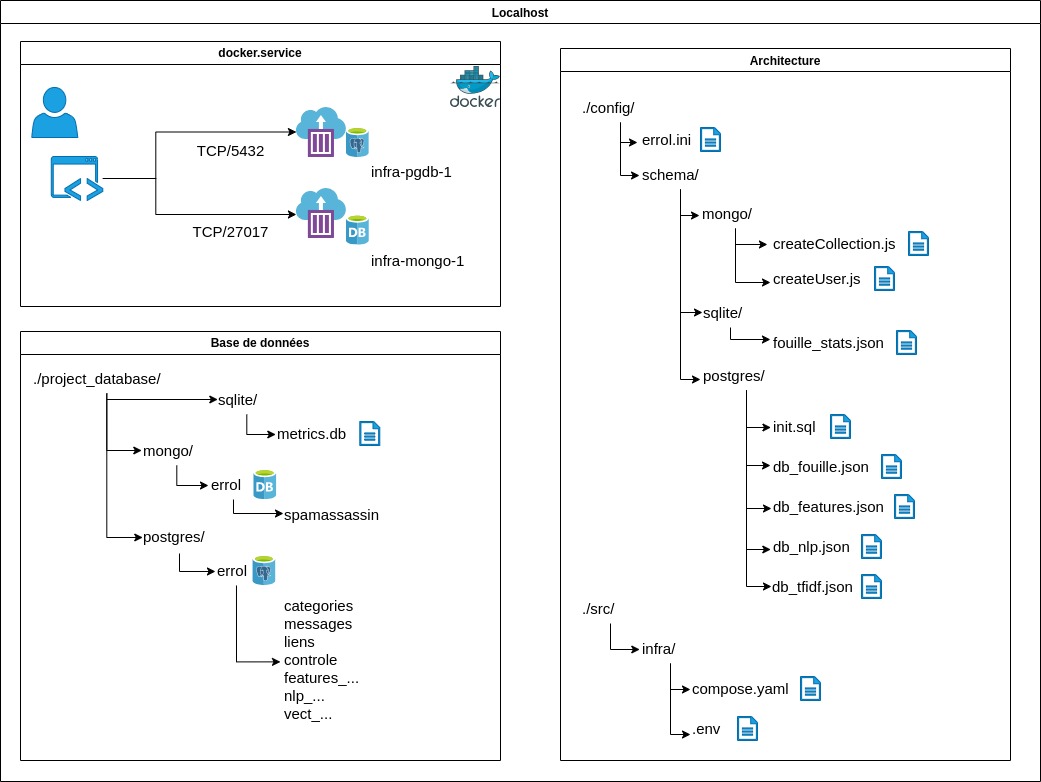 Localhost
docker.service
docker
TCP/5432
infra-pgdb-1
TCP/27017
DB
infra-mongo-1
Base de données
./project_database/
sqlite/
metrics.db
mongo/
errol
DB
spamassassin
postgres/
errol
categories
messages
liens
controle
features_...
nlp_...
vect_...
Architecture
./config/
errol.ini
schema/
mongo/
createCollection.js
createUser.js
sqlite/
fouille_stats.json
postgres/
init.sql
db_fouille.json
db_features.json
db_nlp.json
db_tfidf.json
./src/
infra/
compose.yaml
.env